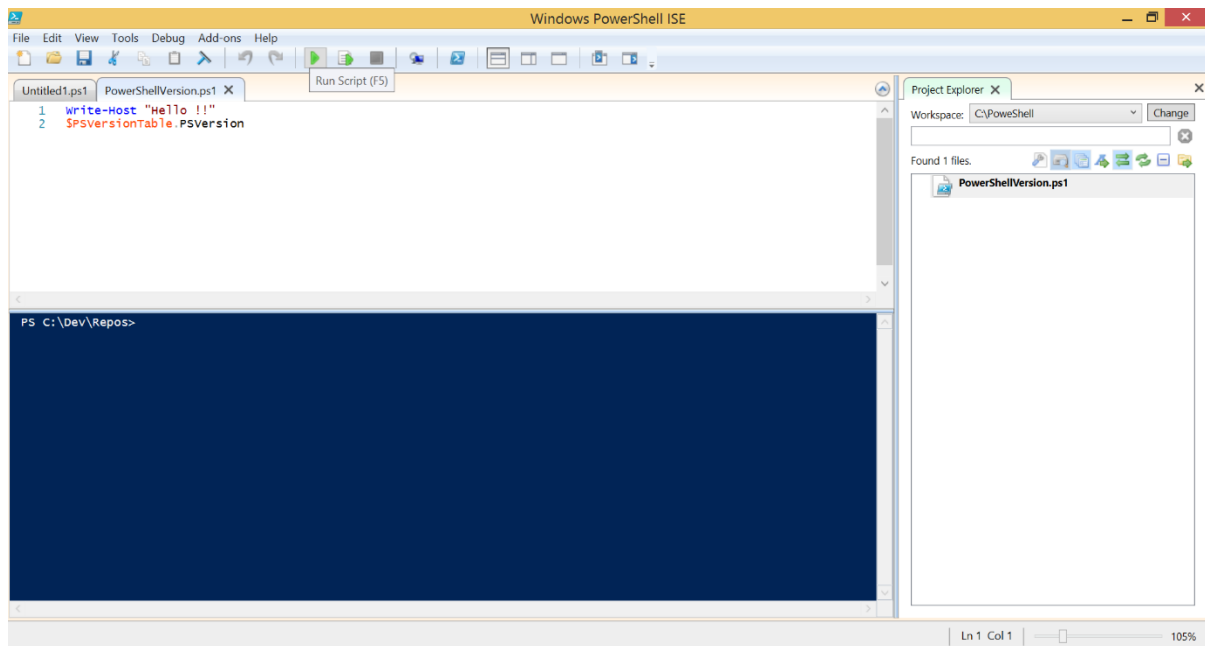 Windows PowerShell ISE
File Edit View Tools Debug Add-ons Help
Run Script (F5)
Untitled1.ps1 PowerShellVersion.ps1 X
1 Write-Host "Hello !!"
2 $PSVersionTable.PSVersion
PS C:\Dev\Repos>
Project Explorer X
Workspace: C:\PoweShell Change
Found 1 files.
PowerShellVersion.ps1
Ln 1 Col 1 105%